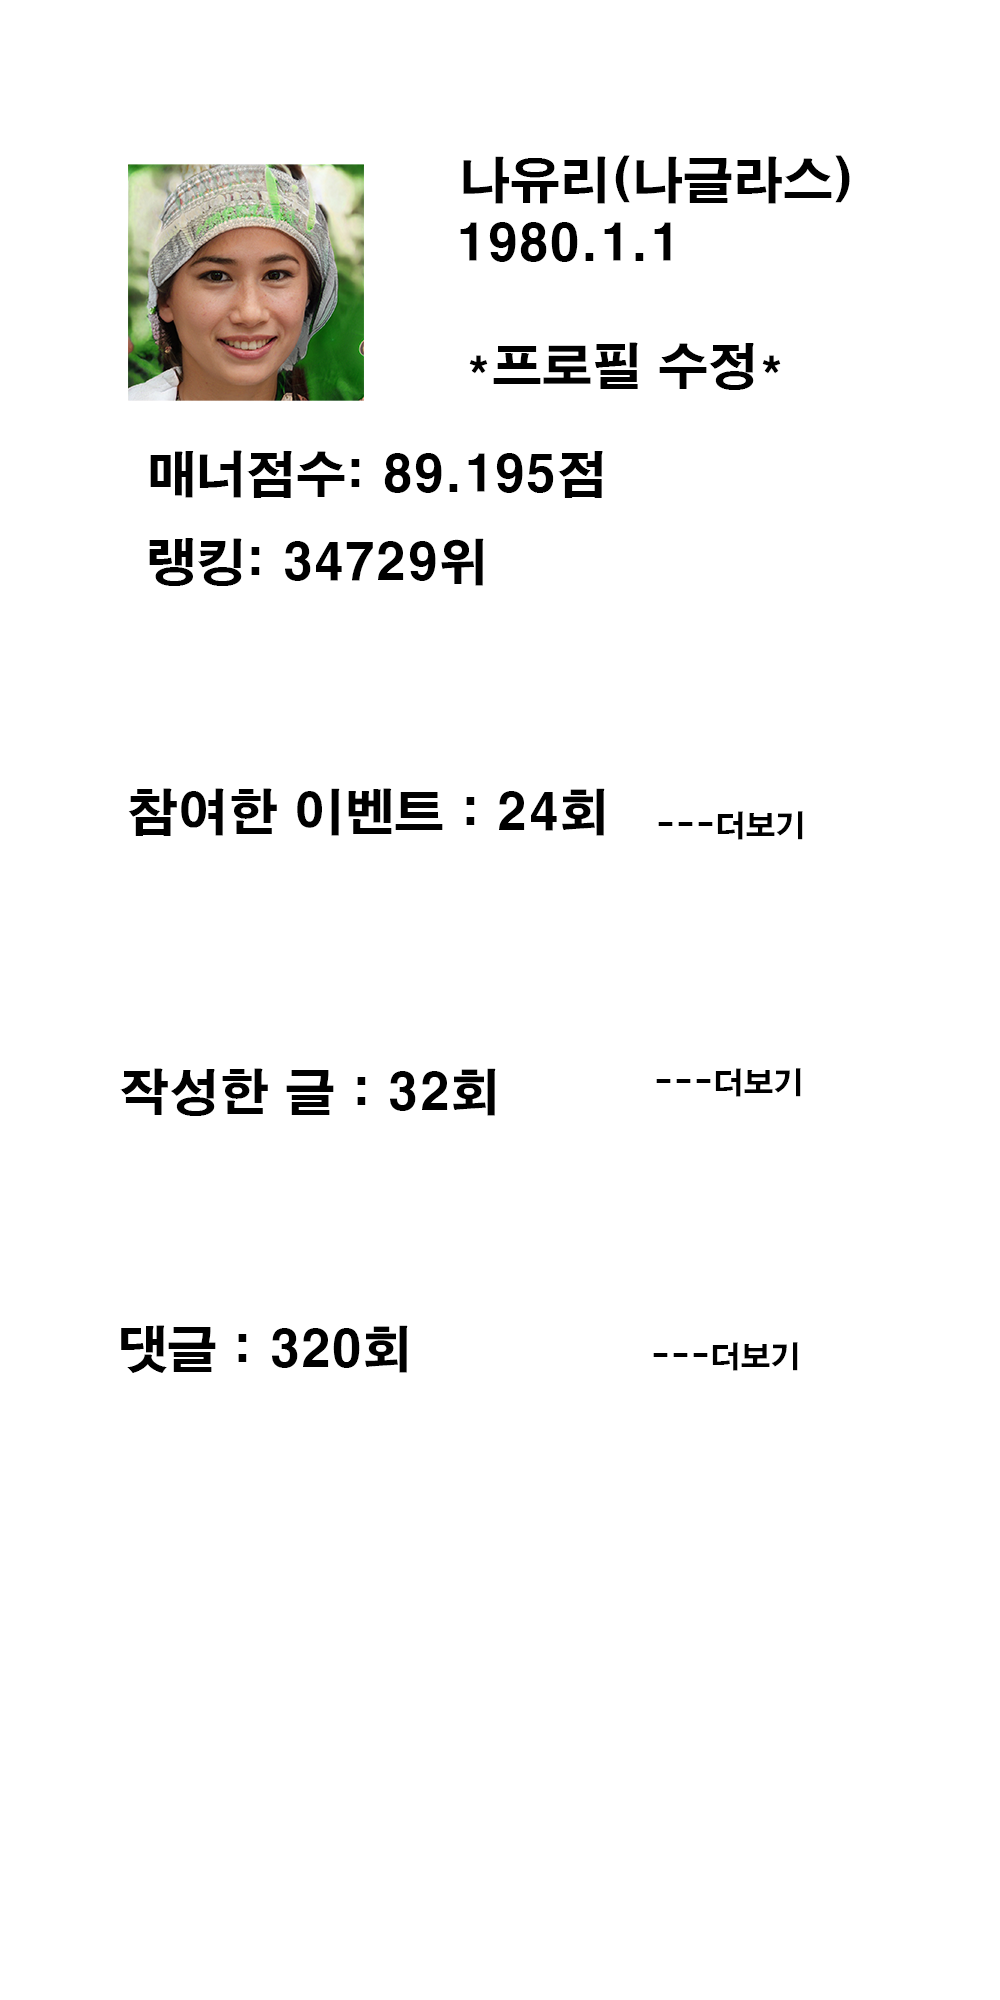 나유리(나글라스)
1980.1.1
*프로필 수정*
매너점수: 89.195점
랭킹: 34729위
참여한 이벤트 : 24회 ---더보기
작성한 글 : 32회 ---더보기
댓글 : 320회 ---더보기